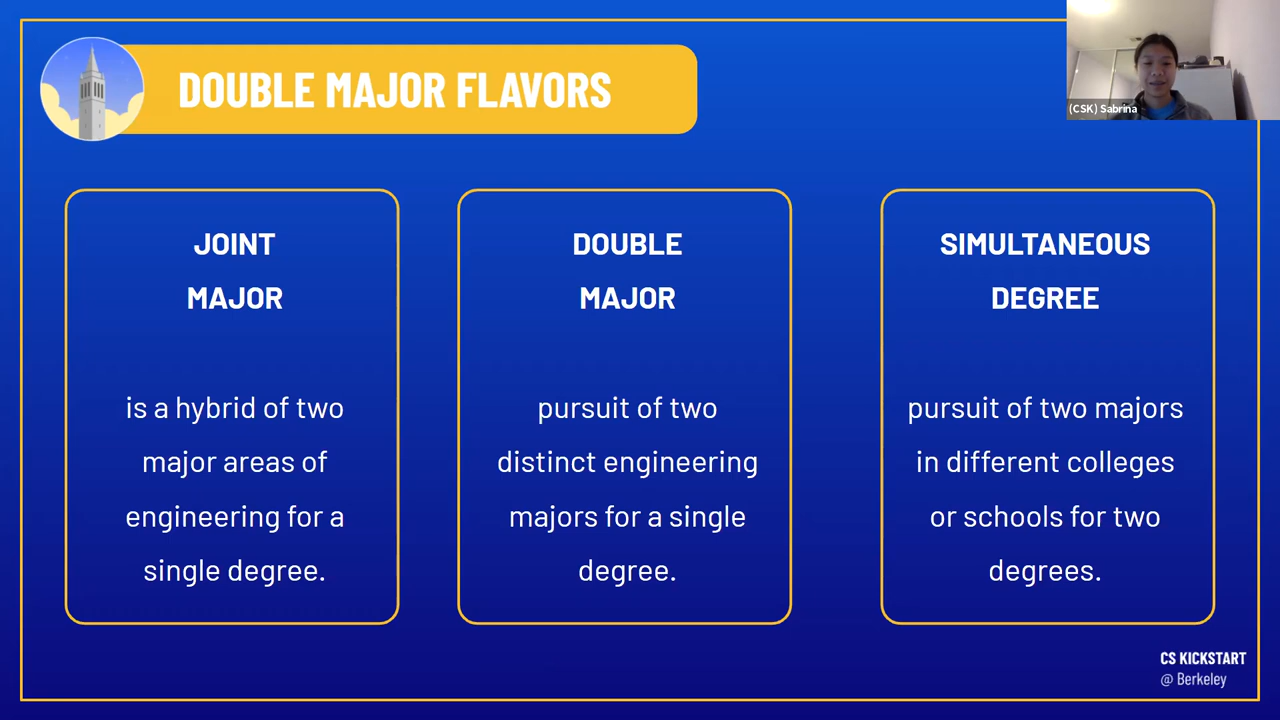 DOUBLE MAJOR FLAVORS
(CSK) Sabrina
JOINT
MAJOR
is a hybrid of two
major areas of
engineering for a
single degree.
DOUBLE
MAJOR
pursuit of two
distinct engineering
majors for a single
degree.
SIMULTANEOUS
DEGREE
pursuit of two majors
in different colleges
or schools for two
degrees.
CS KICKSTART
@ Berkeley